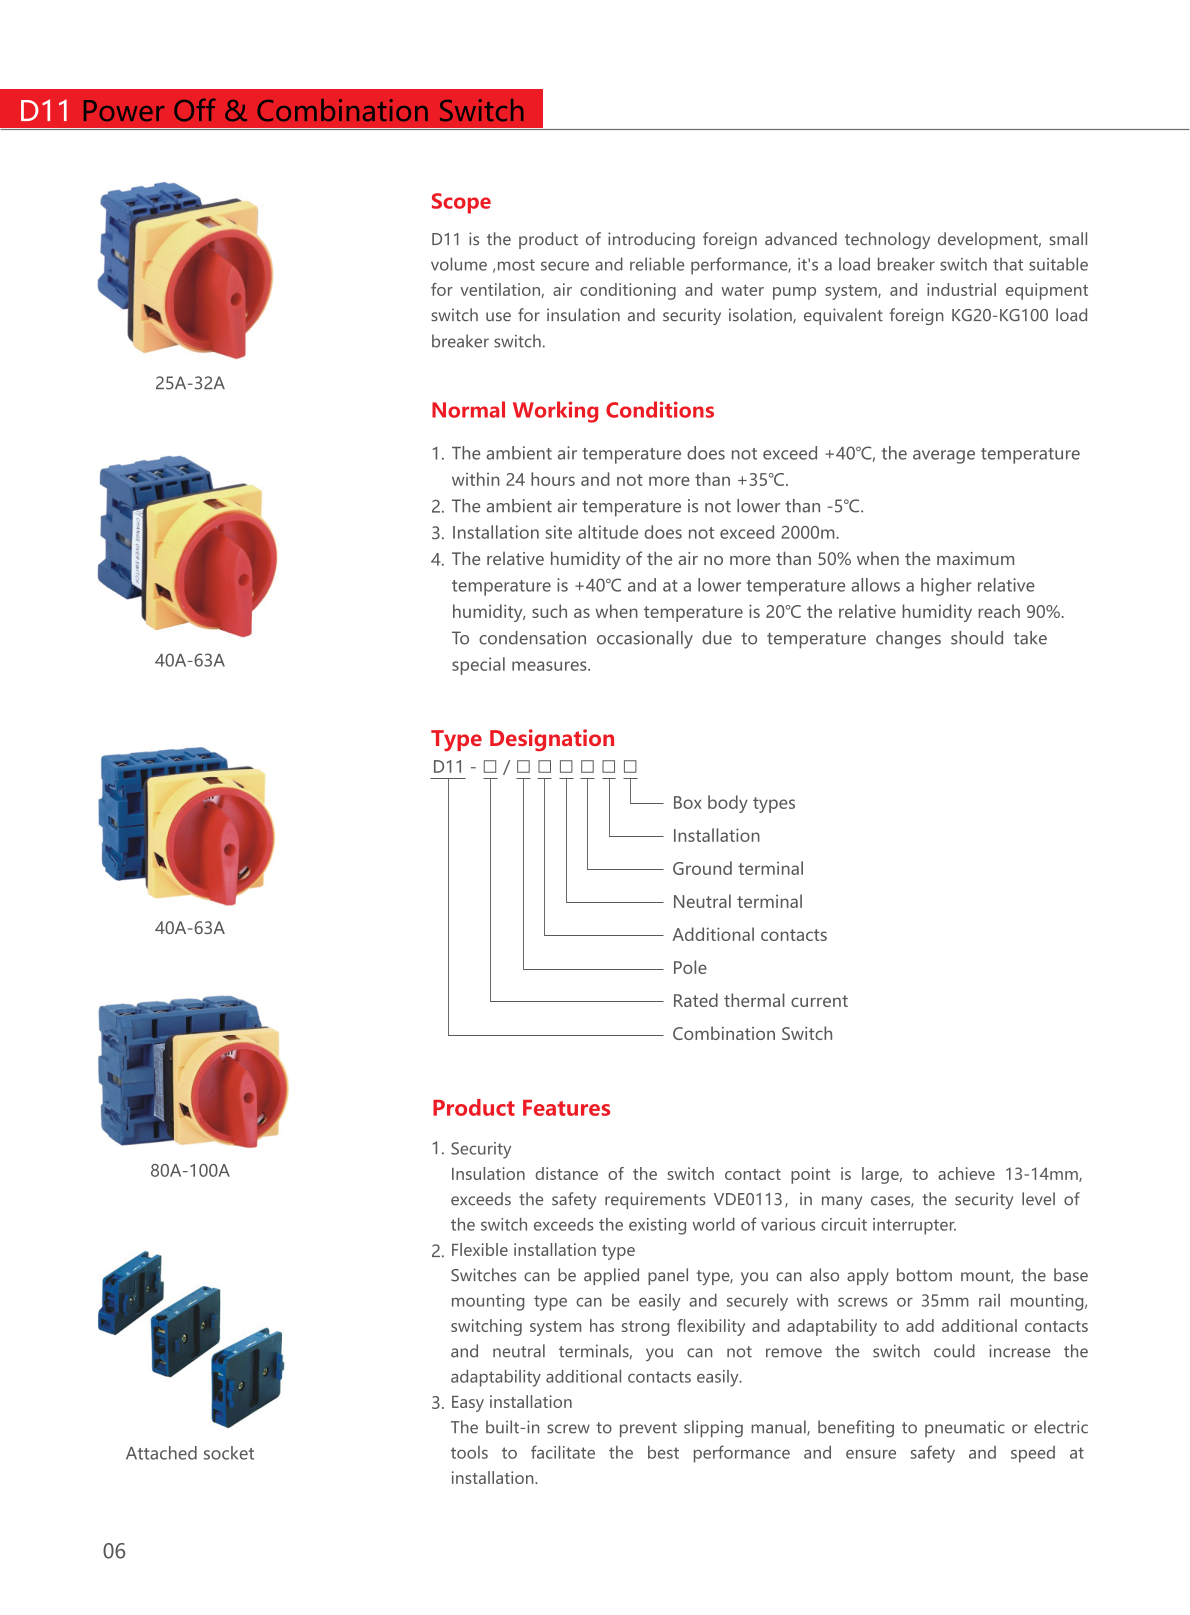 D11 Power Off & Combination Switch
25A-32A
40A-63A
40A-63A
80A-100A
Attached socket
Scope
D11 is the product of introducing foreign advanced technology development, small
volume ,most secure and reliable performance, it's a load breaker switch that suitable
for ventilation, air conditioning and water pump system, and industrial equipment
switch use for insulation and security isolation, equivalent foreign KG20-KG100 load
breaker switch.
Normal Working Conditions
1. The ambient air temperature does not exceed +40℃, the average temperature
within 24 hours and not more than +35℃.
2. The ambient air temperature is not lower than -5℃.
3. Installation site altitude does not exceed 2000m.
4. The relative humidity of the air no more than 50% when the maximum
temperature is +40℃ and at a lower temperature allows a higher relative
humidity, such as when temperature is 20℃ the relative humidity reach 90%.
To condensation occasionally due to temperature changes should take
special measures.
Type Designation
D11 - □ / □ □ □ □ □ □
Box body types
Installation
Ground terminal
Neutral terminal
Additional contacts
Pole
Rated thermal current
Combination Switch
Product Features
1. Security
Insulation distance of the switch contact point is large, to achieve 13-14mm,
exceeds the safety requirements VDE0113, in many cases, the security level of
the switch exceeds the existing world of various circuit interrupter.
2. Flexible installation type
Switches can be applied panel type, you can also apply bottom mount, the base
mounting type can be easily and securely with screws or 35mm rail mounting,
switching system has strong flexibility and adaptability to add additional contacts
and neutral terminals, you can not remove the switch could increase the
adaptability additional contacts easily.
3. Easy installation
The built-in screw to prevent slipping manual, benefiting to pneumatic or electric
tools to facilitate the best performance and ensure safety and speed at
installation.
06